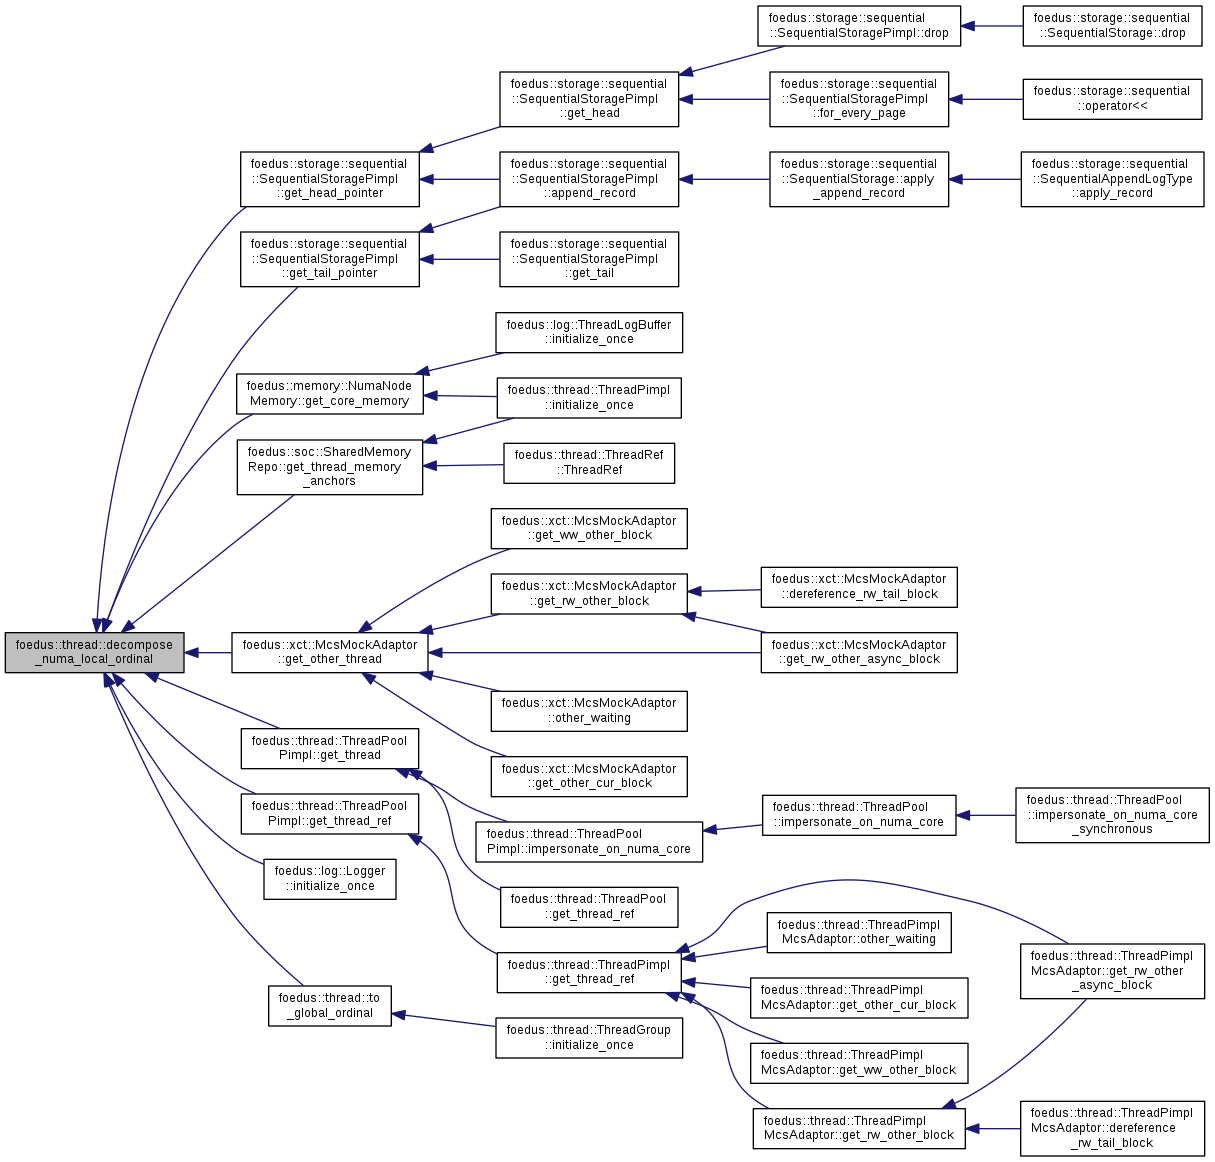 foedus::storage::sequential
::SequentialStoragePimpl::drop
foedus::storage::sequential
::SequentialStorage::drop
foedus::storage::sequential
::SequentialStoragePimpl
::get_head
foedus::storage::sequential
::SequentialStoragePimpl
::for_every_page
foedus::storage::sequential
::operator<<
foedus::storage::sequential
::SequentialStoragePimpl
::get_head_pointer
foedus::storage::sequential
::SequentialStoragePimpl
::append_record
foedus::storage::sequential
::SequentialStorage::apply
_append_record
foedus::storage::sequential
::SequentialAppendLogType
::apply_record
foedus::storage::sequential
::SequentialStoragePimpl
::get_tail_pointer
foedus::storage::sequential
::SequentialStoragePimpl
::get_tail
foedus::log::ThreadLogBuffer
::initialize_once
foedus::memory::NumaNode
Memory::get_core_memory
foedus::thread::ThreadPimpl
::initialize_once
foedus::soc::SharedMemory
Repo::get_thread_memory
_anchors
foedus::thread::ThreadRef
::ThreadRef
foedus::xct::McsMockAdaptor
::get_ww_other_block
foedus::xct::McsMockAdaptor
::get_rw_other_block
foedus::xct::McsMockAdaptor
::dereference_rw_tail_block
foedus::thread::decompose
_numa_local_ordinal
foedus::xct::McsMockAdaptor
::get_other_thread
foedus::xct::McsMockAdaptor
::get_rw_other_async_block
foedus::xct::McsMockAdaptor
::other_waiting
foedus::thread::ThreadPool
Pimpl::get_thread
foedus::xct::McsMockAdaptor
::get_other_cur_block
foedus::thread::ThreadPool
Pimpl::get_thread_ref
foedus::thread::ThreadPool
Pimpl::impersonate_on_numa_core
foedus::thread::ThreadPool
::impersonate_on_numa_core
foedus::thread::ThreadPool
::impersonate_on_numa_core
_synchronous
foedus::log::Logger
::initialize_once
foedus::thread::ThreadPool
::get_thread_ref
foedus::thread::ThreadPimpl
McsAdaptor::other_waiting
foedus::thread::ThreadPimpl
::get_thread_ref
foedus::thread::ThreadPimpl
McsAdaptor::get_rw_other
_async_block
foedus::thread::to
_global_ordinal
foedus::thread::ThreadPimpl
McsAdaptor::get_other_cur_block
foedus::thread::ThreadGroup
::initialize_once
foedus::thread::ThreadPimpl
McsAdaptor::get_ww_other_block
foedus::thread::ThreadPimpl
McsAdaptor::get_rw_other_block
foedus::thread::ThreadPimpl
McsAdaptor::dereference
_rw_tail_block